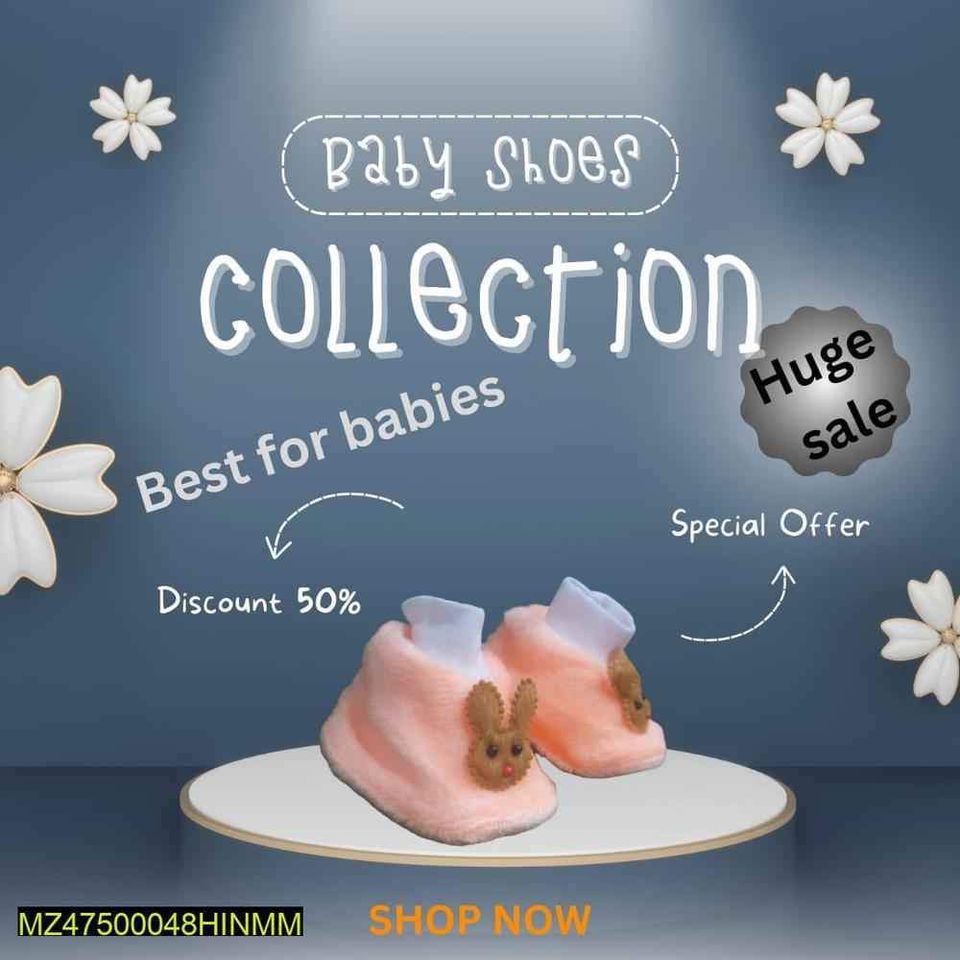 Baby Shoes
collection
Huge
sale
Best for babies
Special Offer
Discount 50%
SHOP NOW
MZ47500048HINMM